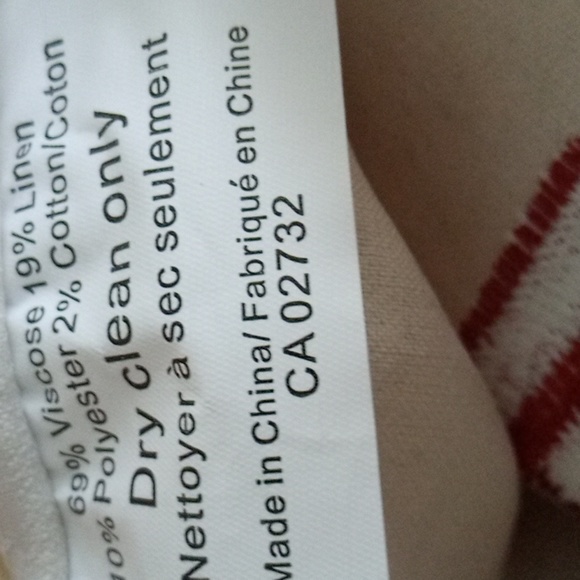 69% Viscose 19% Linen
10% Polyester 2% Cotton/Coton
Dry clean only
Nettoyer à sec seulement
Made in China/ Fabriqué en Chine
CA 02732